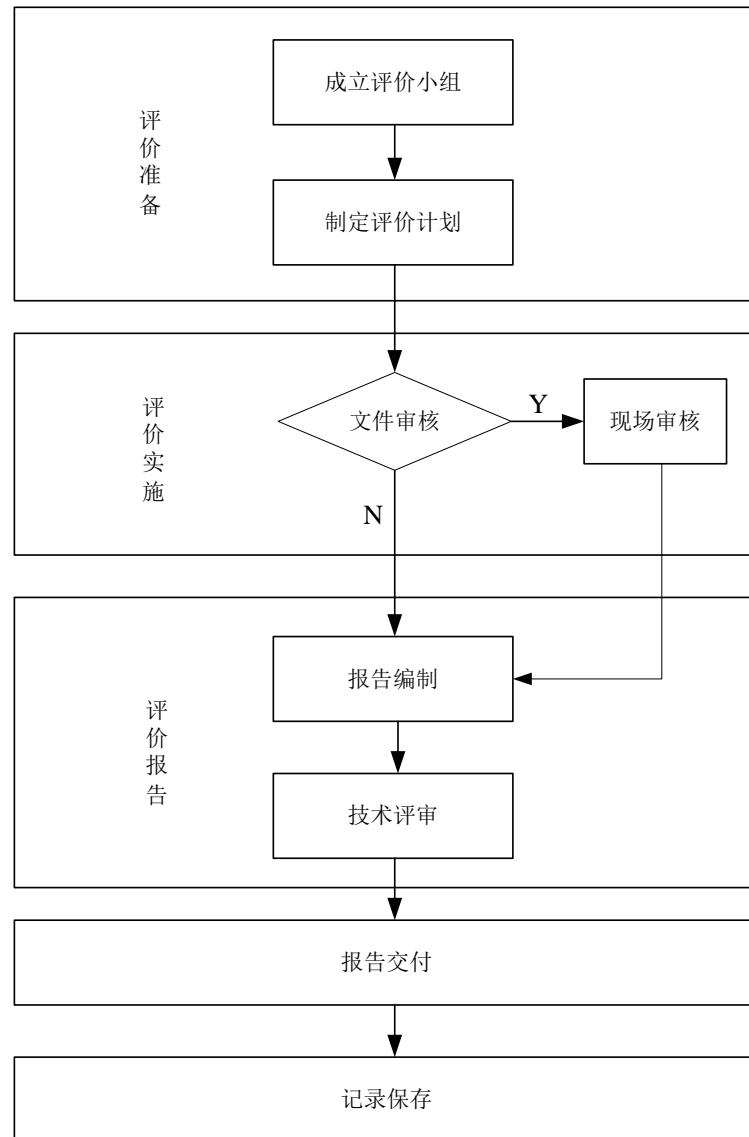 成立评价小组
评价准备
制定评价计划
文件审核
Y
现场审核
评价实施
N
报告编制
评价报告
技术评审
报告交付
记录保存